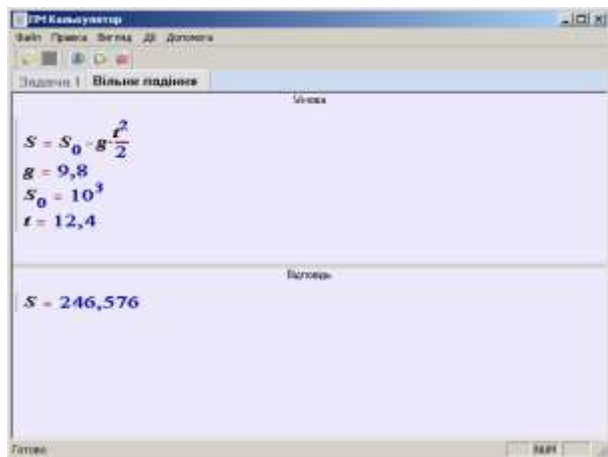 ПМ Калькулятор
Файл Правка Вигляд Дії Допомога
Задача 1 Вільне падіння
Умова
S = S₀ - g·t²/2
g = 9,8
S₀ = 10³
t = 12,4
Відповідь
S = 246,576
Готово NUM